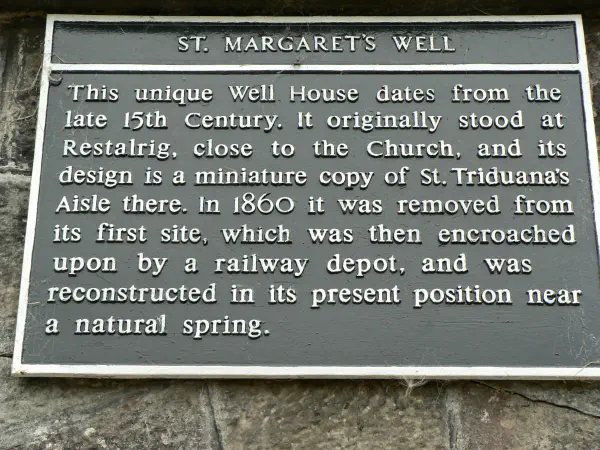 ST. MARGARET'S WELL
This unique Well House dates from the
late 15th Century. It originally stood at
Restalrig, close to the Church, and its
design is a miniature copy of St. Triduana's
Aisle there. In 1860 it was removed from
its first site, which was then encroached
upon by a railway depot, and was
reconstructed in its present position near
a natural spring.